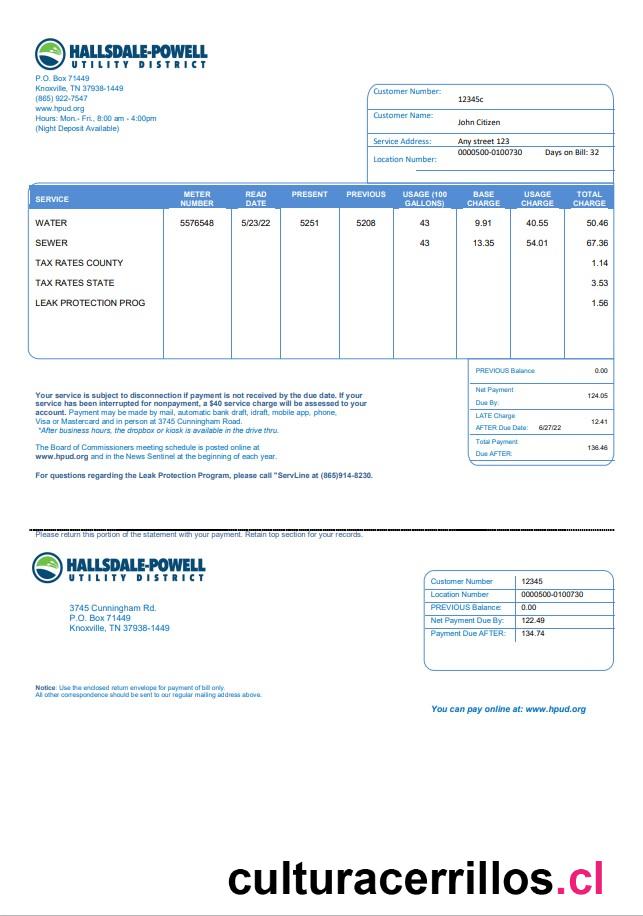 HALLSDALE-POWELL
UTILITY DISTRICT
P.O. Box 71449
Knoxville, TN 37938-1449
(865) 922-7547
www.hpud.org
Hours: Mon.- Fri., 8:00 am - 4:00pm
(Night Deposit Available)
Customer Number: 12345c
Customer Name: John Citizen
Service Address: Any street 123
Location Number: 0000500-0100730 Days on Bill: 32
SERVICE METER NUMBER READ DATE PRESENT PREVIOUS USAGE (100 GALLONS) BASE CHARGE USAGE CHARGE TOTAL CHARGE
WATER 5576548 5/23/22 5251 5208 43 9.91 40.55 50.46
SEWER 43 13.35 54.01 67.36
TAX RATES COUNTY 1.14
TAX RATES STATE 3.53
LEAK PROTECTION PROG 1.56
PREVIOUS Balance 0.00
Net Payment Due By: 124.05
LATE Charge AFTER Due Date: 6/27/22 12.41
Total Payment Due AFTER: 136.46
Your service is subject to disconnection if payment is not received by the due date. If your
service has been interrupted for nonpayment, a $40 service charge will be assessed to your
account. Payment may be made by mail, automatic bank draft, idraft, mobile app, phone,
Visa or Mastercard and in person at 3745 Cunningham Road.
*After business hours, the dropbox or kiosk is available in the drive thru.
The Board of Commissioners meeting schedule is posted online at
www.hpud.org and in the News Sentinel at the beginning of each year.
For questions regarding the Leak Protection Program, please call "ServLine at (865)914-8230.
Please return this portion of the statement with your payment. Retain top section for your records.
HALLSDALE-POWELL
UTILITY DISTRICT
3745 Cunningham Rd.
P.O. Box 71449
Knoxville, TN 37938-1449
Customer Number 12345
Location Number 0000500-0100730
PREVIOUS Balance: 0.00
Net Payment Due By: 122.49
Payment Due AFTER: 134.74
Notice: Use the enclosed return envelope for payment of bill only.
All other correspondence should be sent to our regular mailing address above.
You can pay online at: www.hpud.org
culturacerrillos.cl